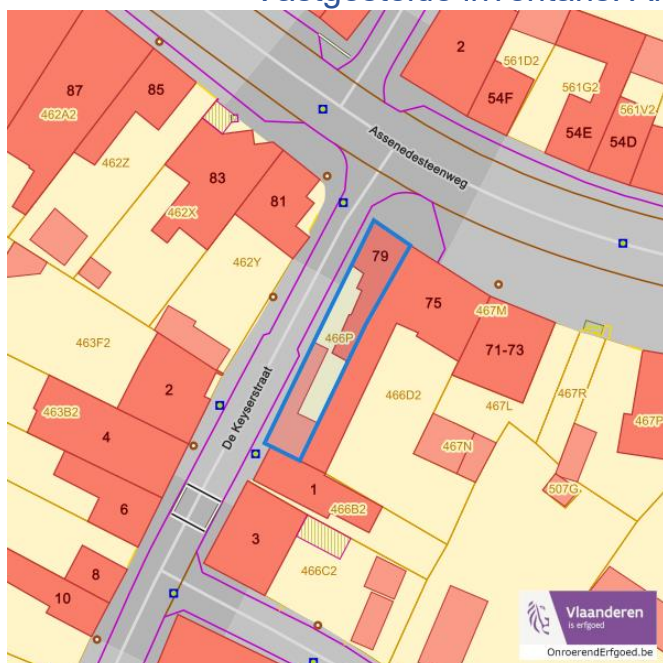 2
561D2
54F
561G2
54E
561V2
54D
87
462A2
85
462Z
83
462X
81
462Y
Assenedesteenweg
79
466P
75
467M
71-73
467L
467R
467P
463F2
2
463B2
4
6
8
10
De Keyserstraat
466D2
467N
507G
1
466B2
3
466C2
Vlaanderen
is erfgoed
OnroerendErfgoed.be